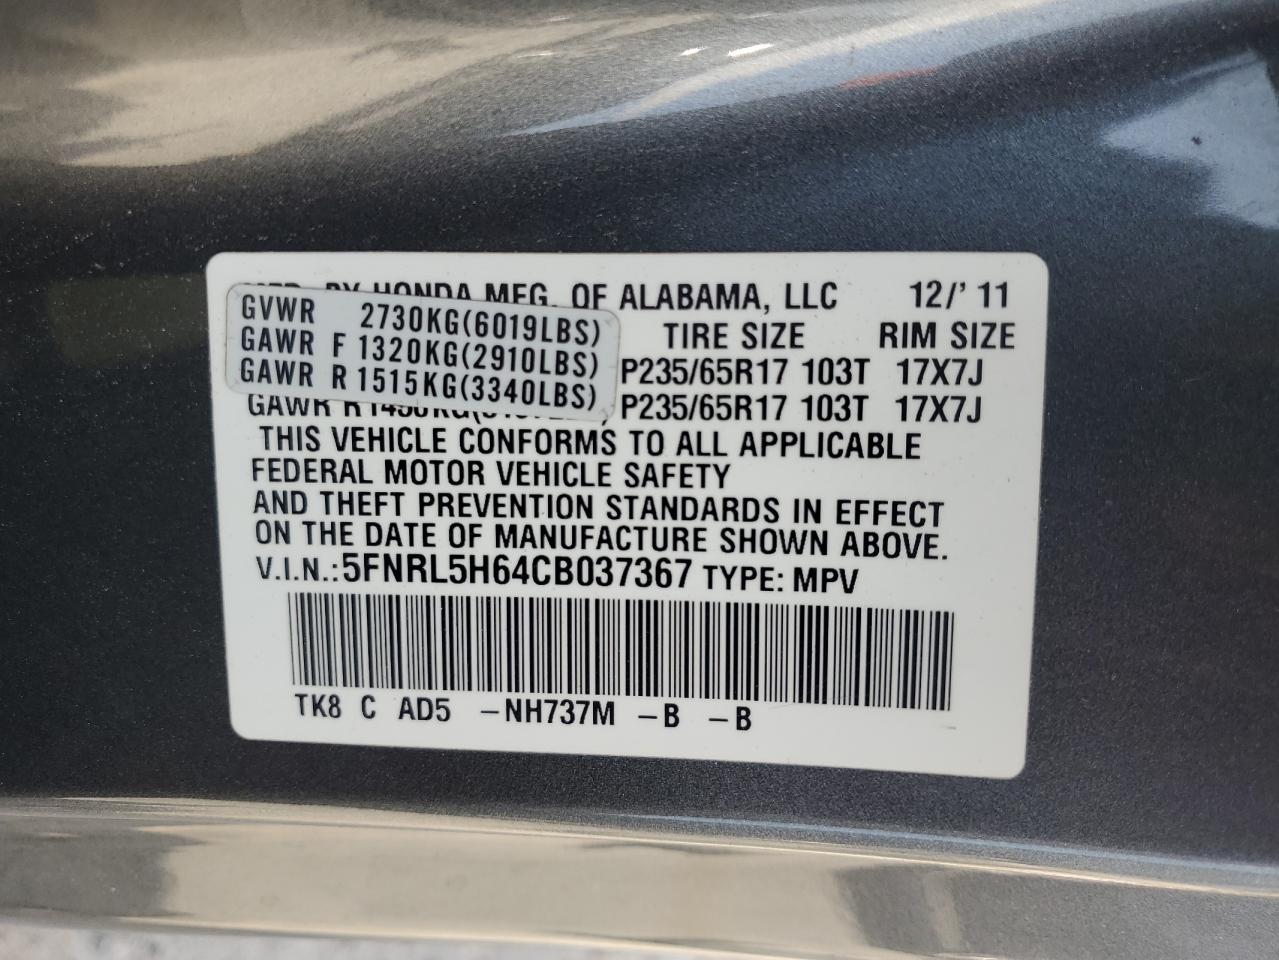 BY HONDA MFG. OF ALABAMA, LLC 12/'11
GVWR 2730KG(6019LBS) TIRE SIZE RIM SIZE
GAWR F 1320KG(2910LBS) P235/65R17 103T 17X7J
GAWR R 1515KG(3340LBS)
GAWR R P235/65R17 103T 17X7J
THIS VEHICLE CONFORMS TO ALL APPLICABLE
FEDERAL MOTOR VEHICLE SAFETY
AND THEFT PREVENTION STANDARDS IN EFFECT
ON THE DATE OF MANUFACTURE SHOWN ABOVE.
V.I.N.:5FNRL5H64CB037367 TYPE: MPV
TK8 C AD5 -NH737M -B -B